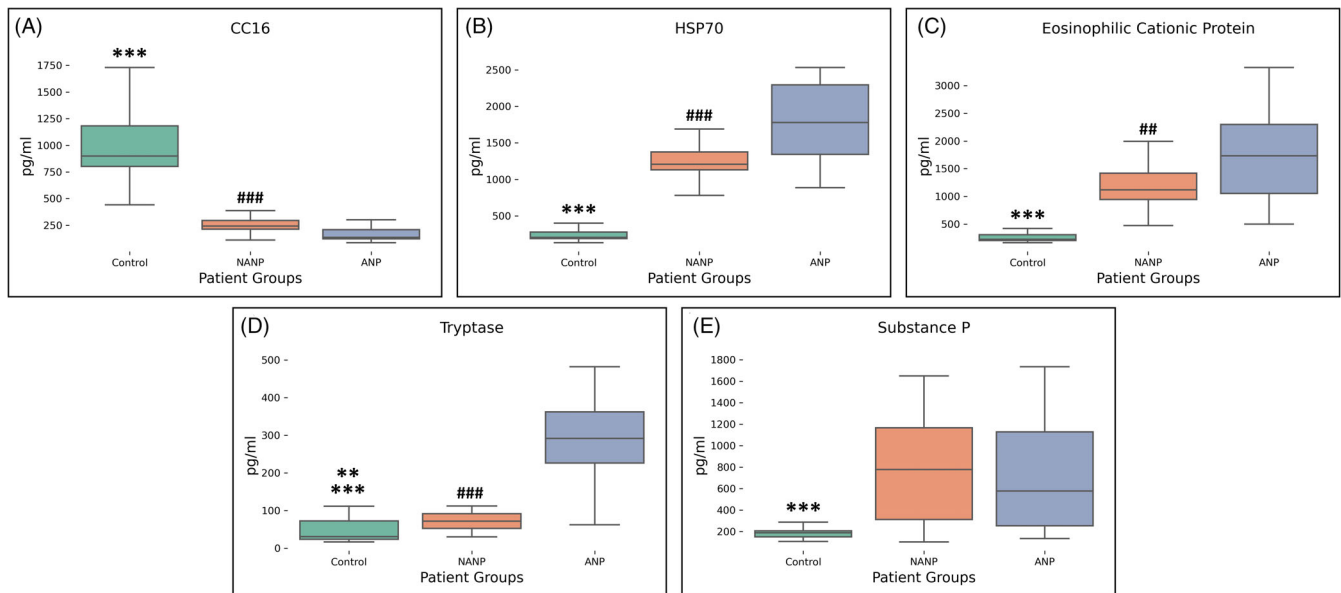 (A)
CC16
***
1750
1500
1250
1000
750
500
250
pg/ml
###
Control
NANP
ANP
Patient Groups
(B)
HSP70
2500
2000
1500
1000
500
pg/ml
***
###
Control
NANP
ANP
Patient Groups
(C)
Eosinophilic Cationic Protein
3000
2500
2000
1500
1000
500
pg/ml
***
##
Control
NANP
ANP
Patient Groups
(D)
Tryptase
500
400
300
200
100
0
pg/ml
**
***
###
Control
NANP
ANP
Patient Groups
(E)
Substance P
1800
1600
1400
1200
1000
800
600
400
200
pg/ml
***
Control
NANP
ANP
Patient Groups